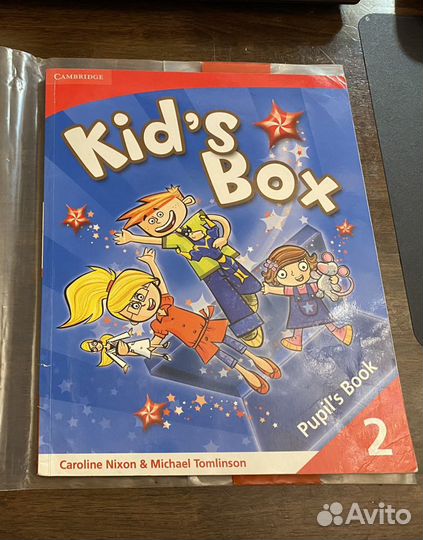 CAMBRIDGE
Kid's
Box
Pupil's Book
2
Caroline Nixon & Michael Tomlinson
Avito